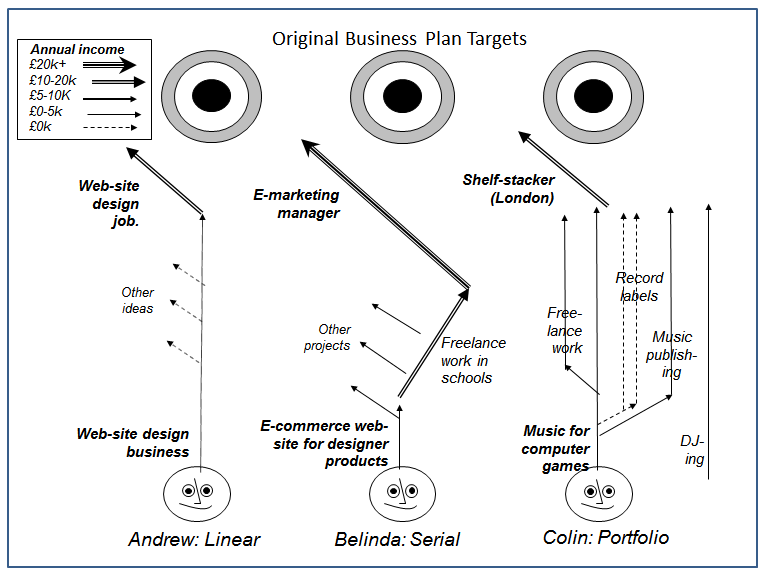 Original Business Plan Targets
Annual income
£20k+
£10-20k
£5-10K
£0-5k
£0k
Web-site
design
job.
Other
ideas
Web-site design
business
Andrew: Linear
E-marketing
manager
Other
projects
Freelance
work in
schools
E-commerce web-
site for designer
products
Belinda: Serial
Shelf-stacker
(London)
Free-
lance
work
Record
labels
Music
publish-
ing
Music for
computer
games
DJ-
ing
Colin: Portfolio